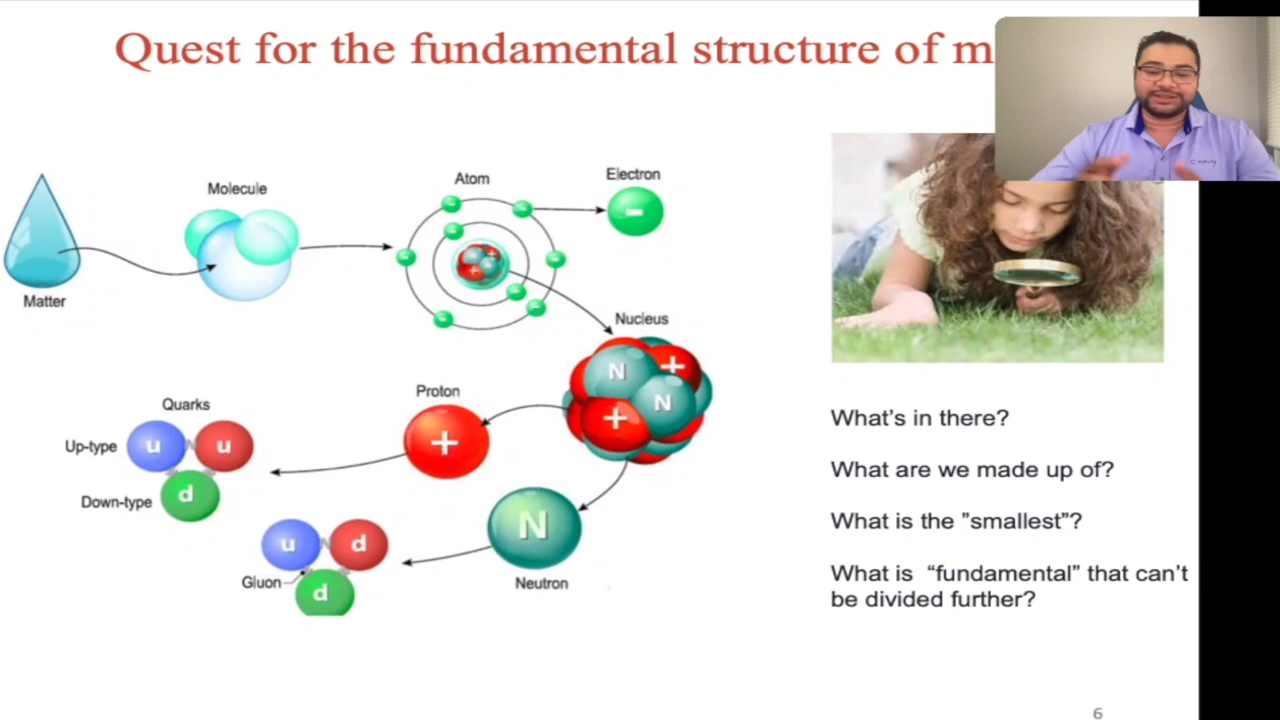 Quest for the fundamental structure of m
Electron
Atom
Molecule
Matter
Nucleus
N
+
N
+
Proton
+
Quarks
Up-type
u
u
Down-type
d
N
Neutron
u
d
Gluon
d
What's in there?
What are we made up of?
What is the ”smallest”?
What is “fundamental” that can’t
be divided further?
6